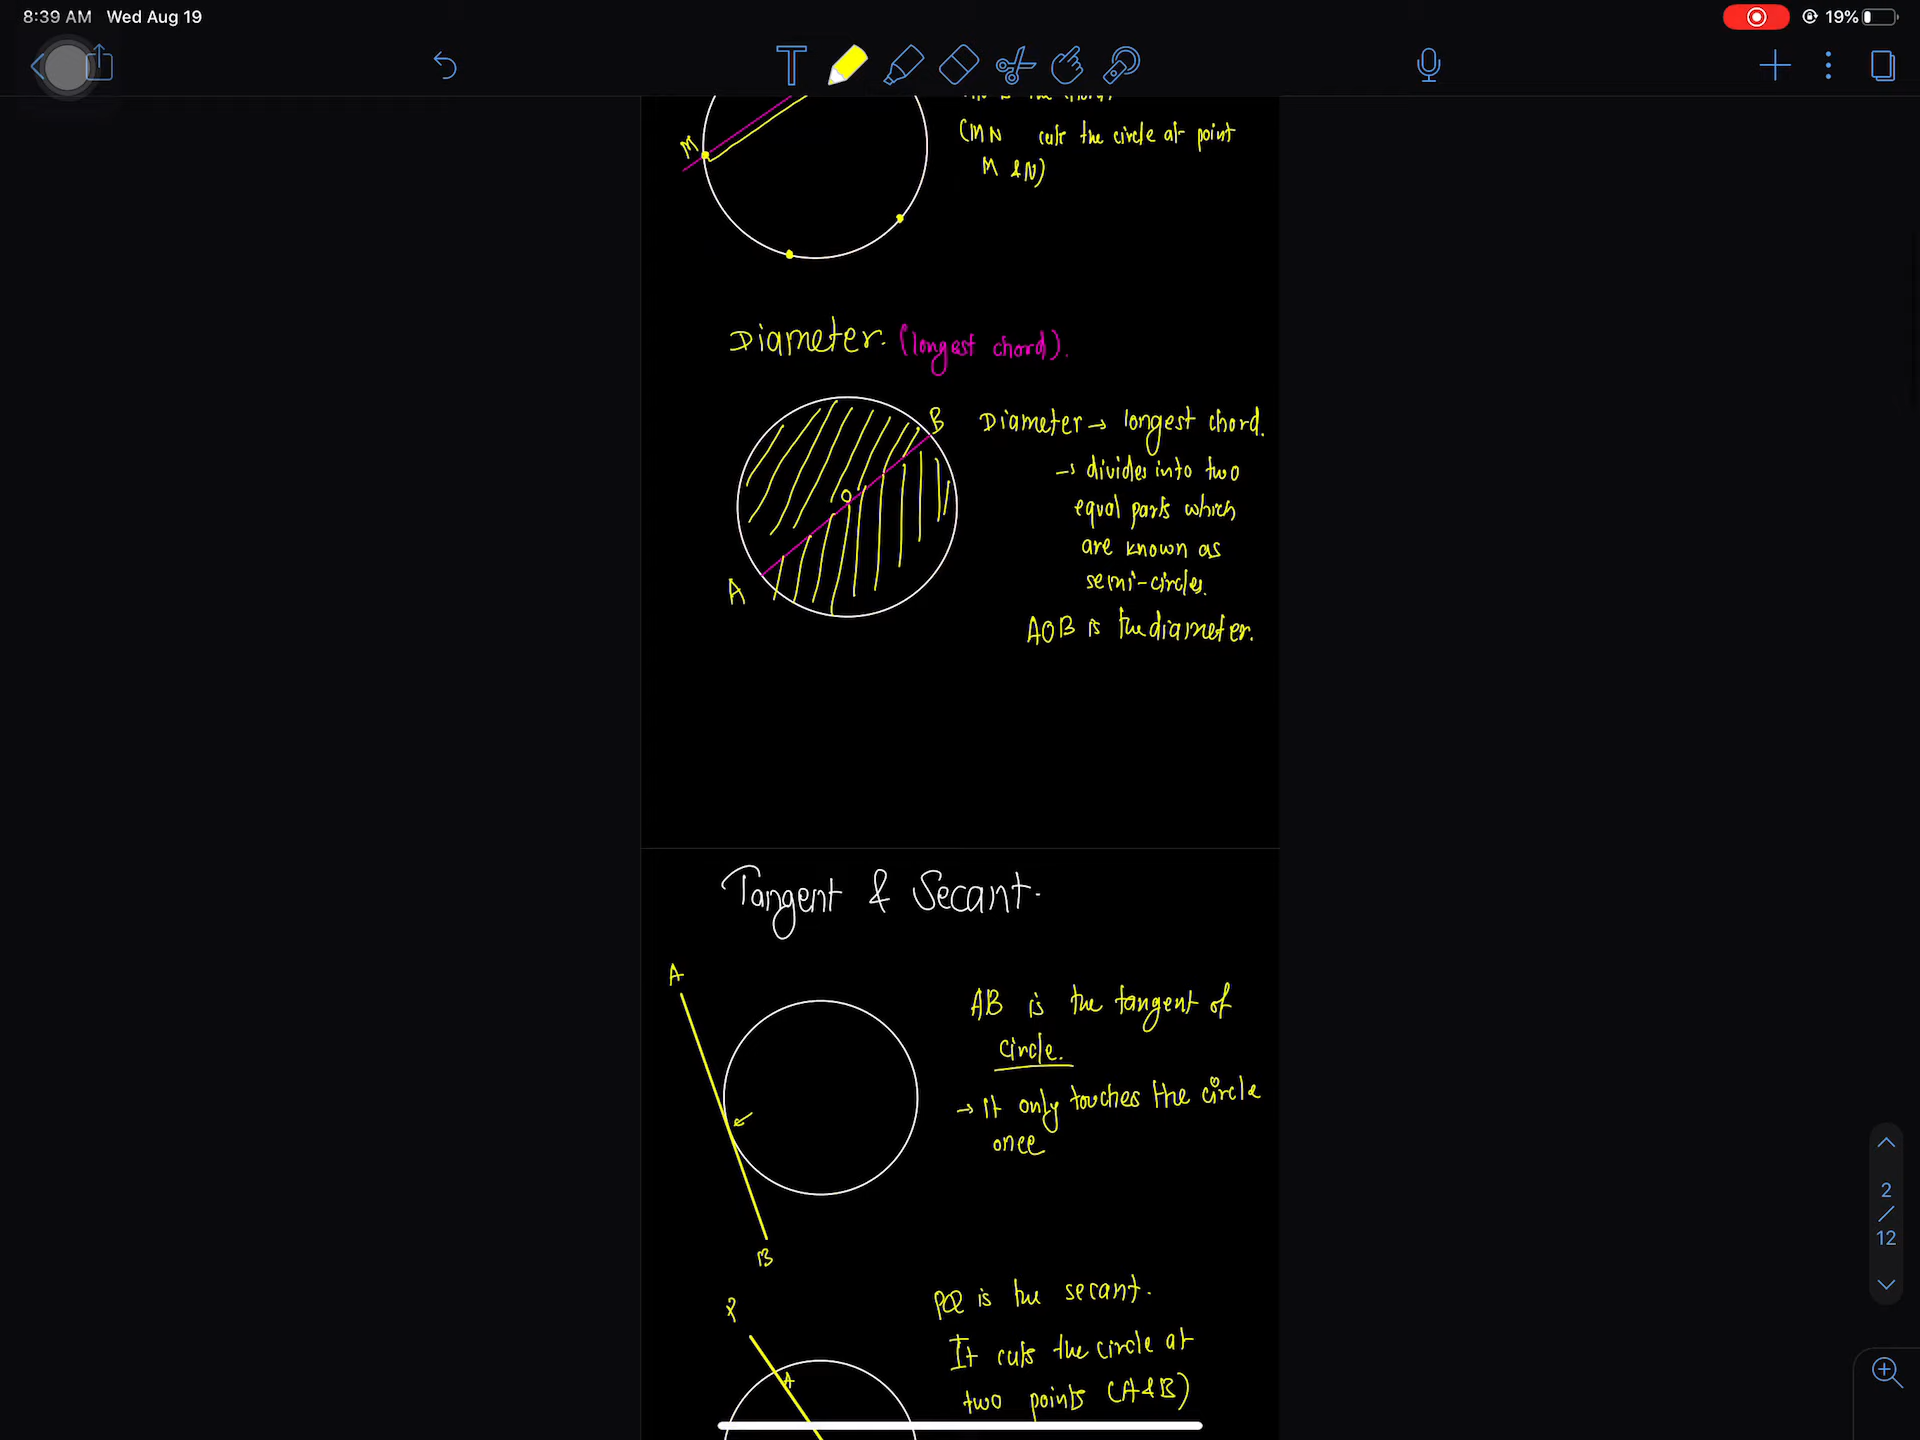 8:39 AM Wed Aug 19
19%
T
M
(MN cuts the circle at point
M & N)
Diameter. (longest chord).
B
O
A
Diameter → longest chord.
→ divides into two
equal parts which
are known as
semi-circles.
AOB is the diameter.
Tangent & Secant.
A
B
AB is the tangent of
circle.
→ It only touches the circle
once
P
A
PQ is the secant.
It cuts the circle at
two points (A&B)
2
/
12